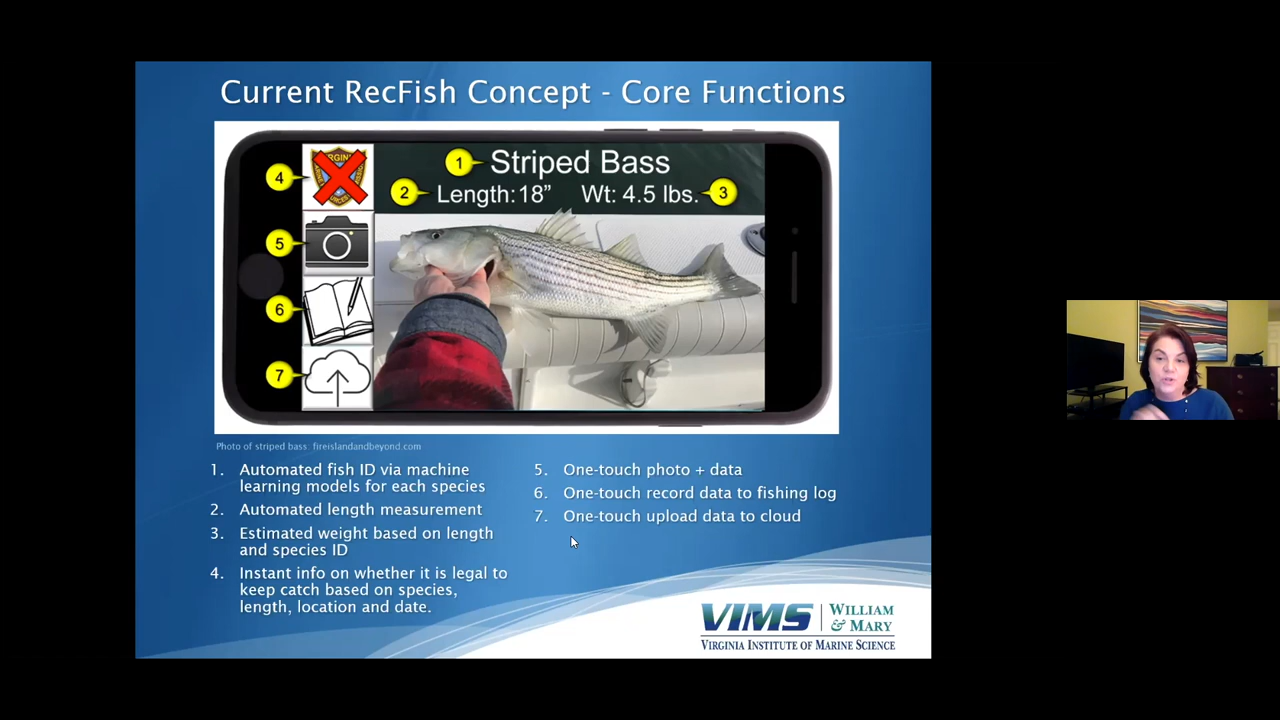 Current RecFish Concept - Core Functions
4
1
Striped Bass
2
Length:18”
Wt: 4.5 lbs.
3
5
6
7
Photo of striped bass: fireislandandbeyond.com
1. Automated fish ID via machine
learning models for each species
2. Automated length measurement
3. Estimated weight based on length
and species ID
4. Instant info on whether it is legal to
keep catch based on species,
length, location and date.
5. One-touch photo + data
6. One-touch record data to fishing log
7. One-touch upload data to cloud
VIMS
WILLIAM
& MARY
VIRGINIA INSTITUTE OF MARINE SCIENCE